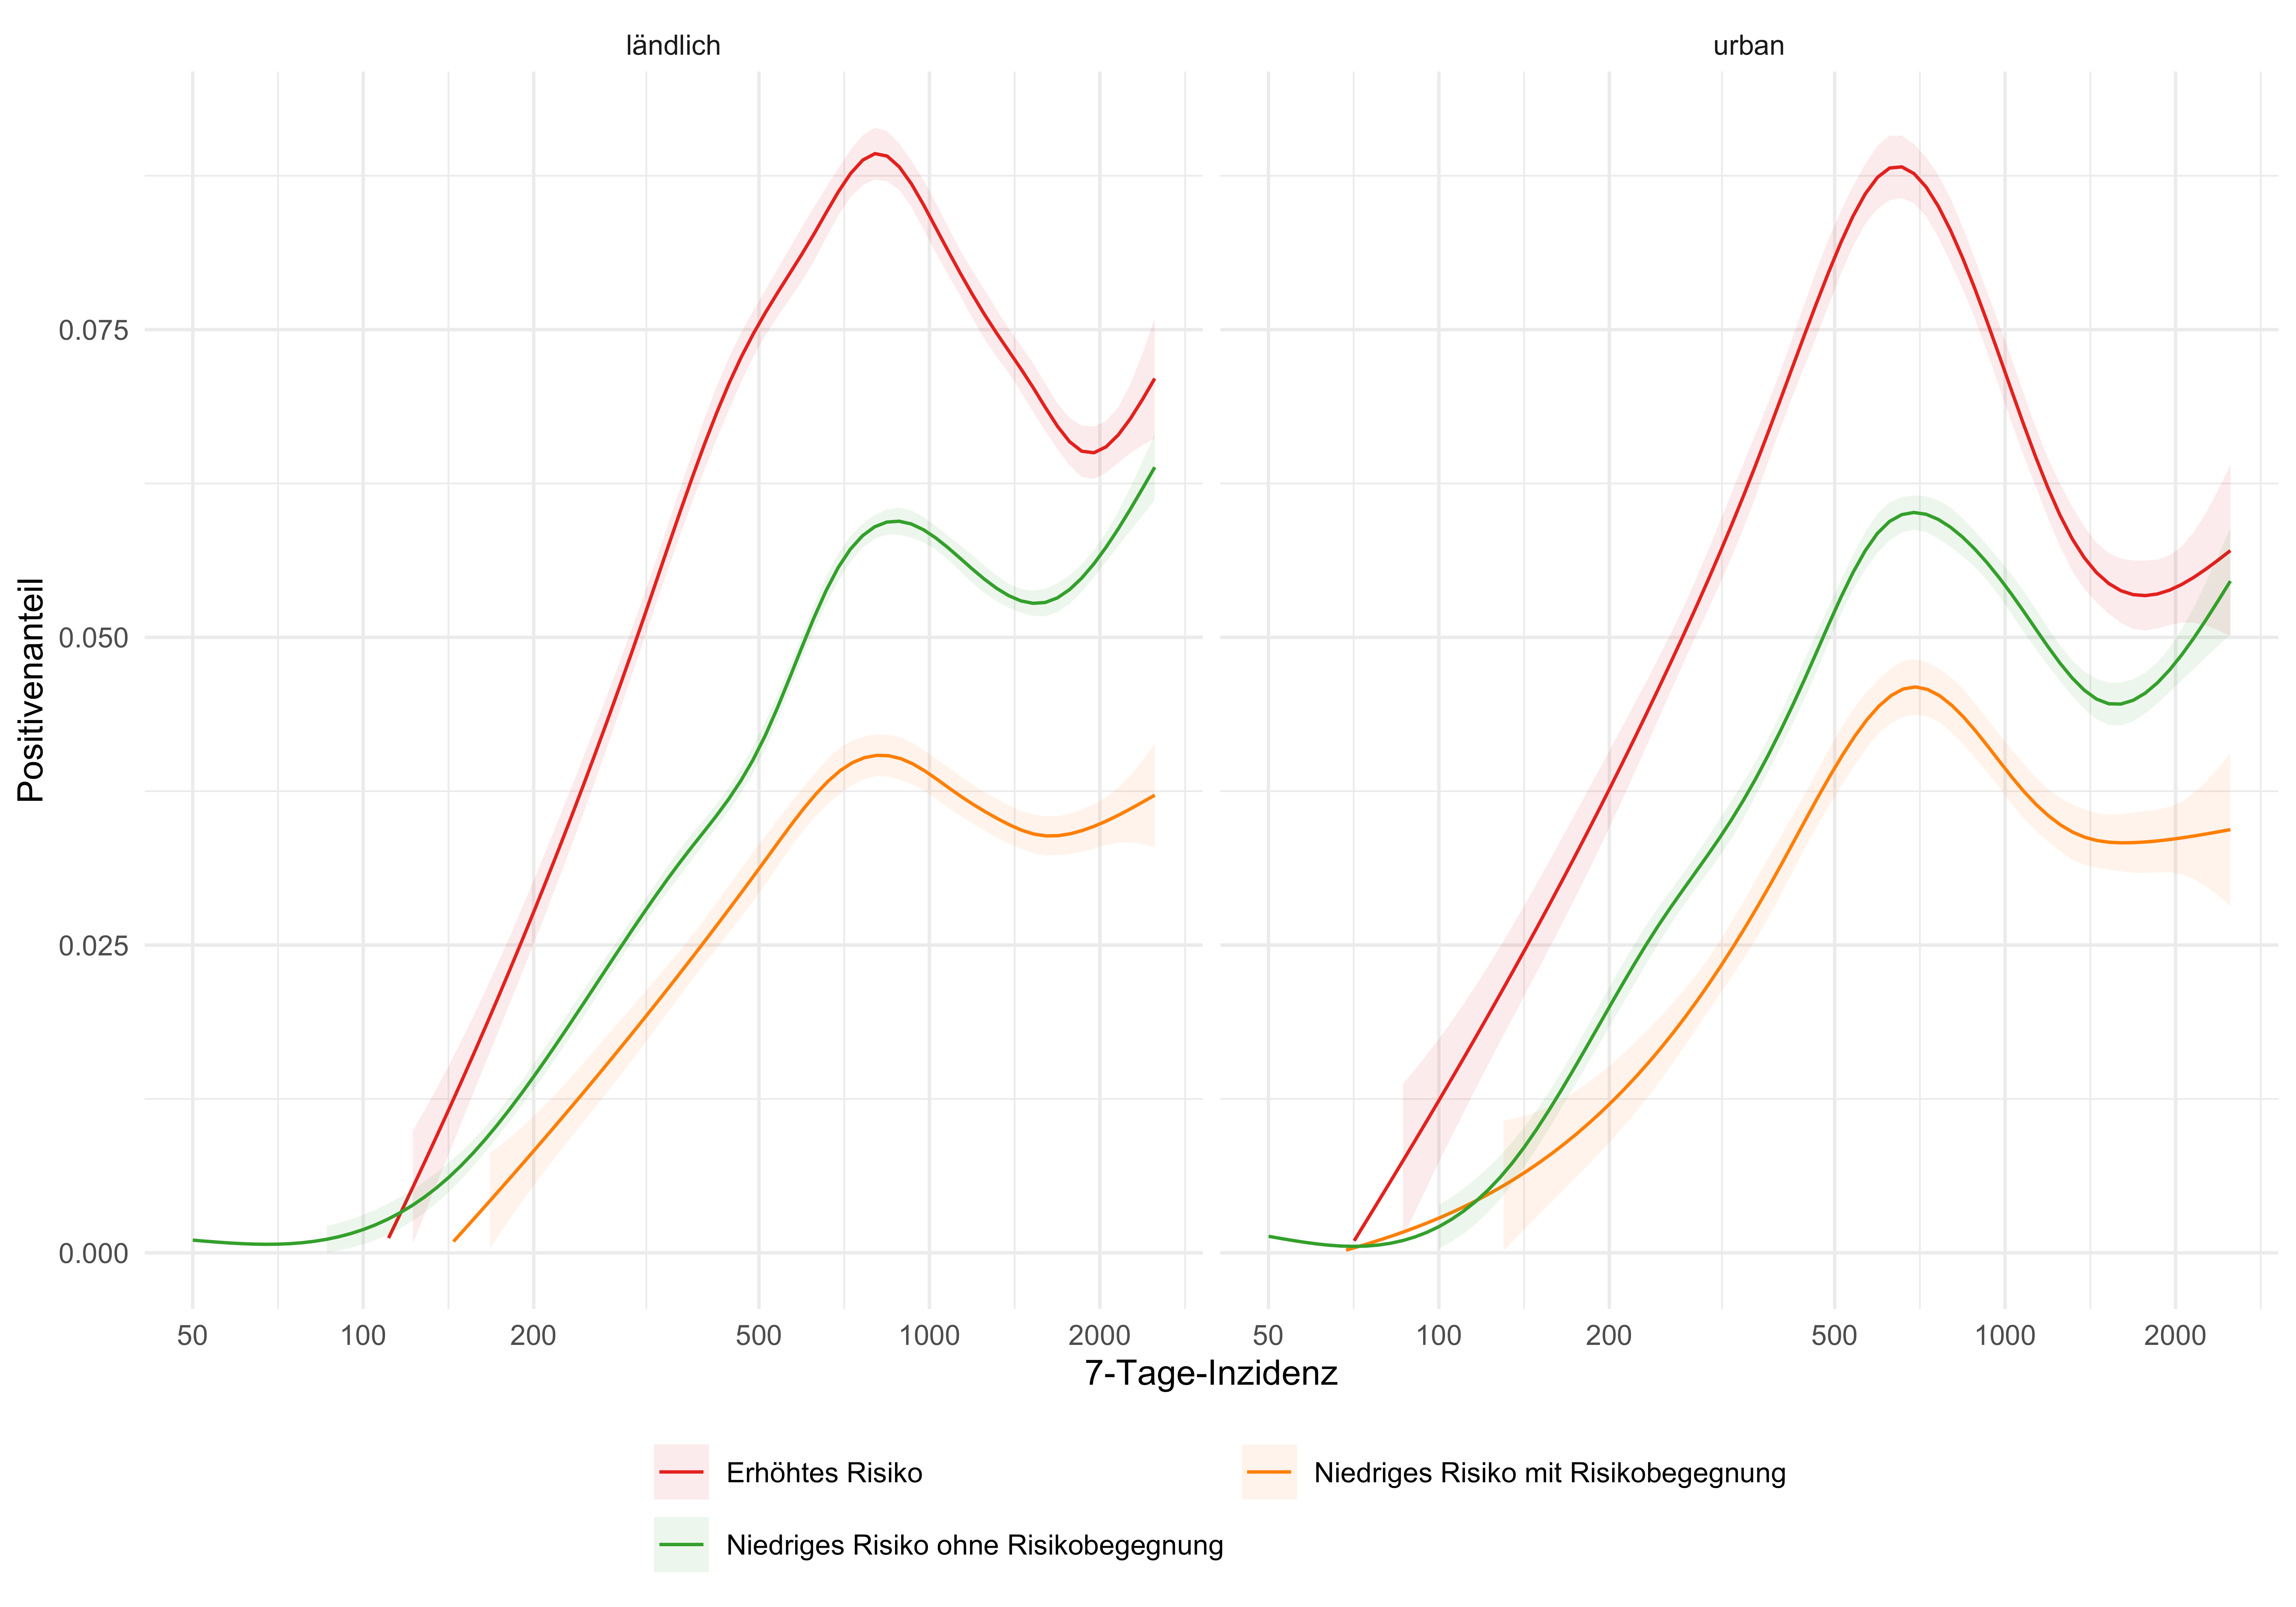 ländlich
urban
Positivenanteil
0.075
0.050
0.025
0.000
50 100 200 500 1000 2000
50 100 200 500 1000 2000
7-Tage-Inzidenz
Erhöhtes Risiko
Niedriges Risiko mit Risikobegegnung
Niedriges Risiko ohne Risikobegegnung